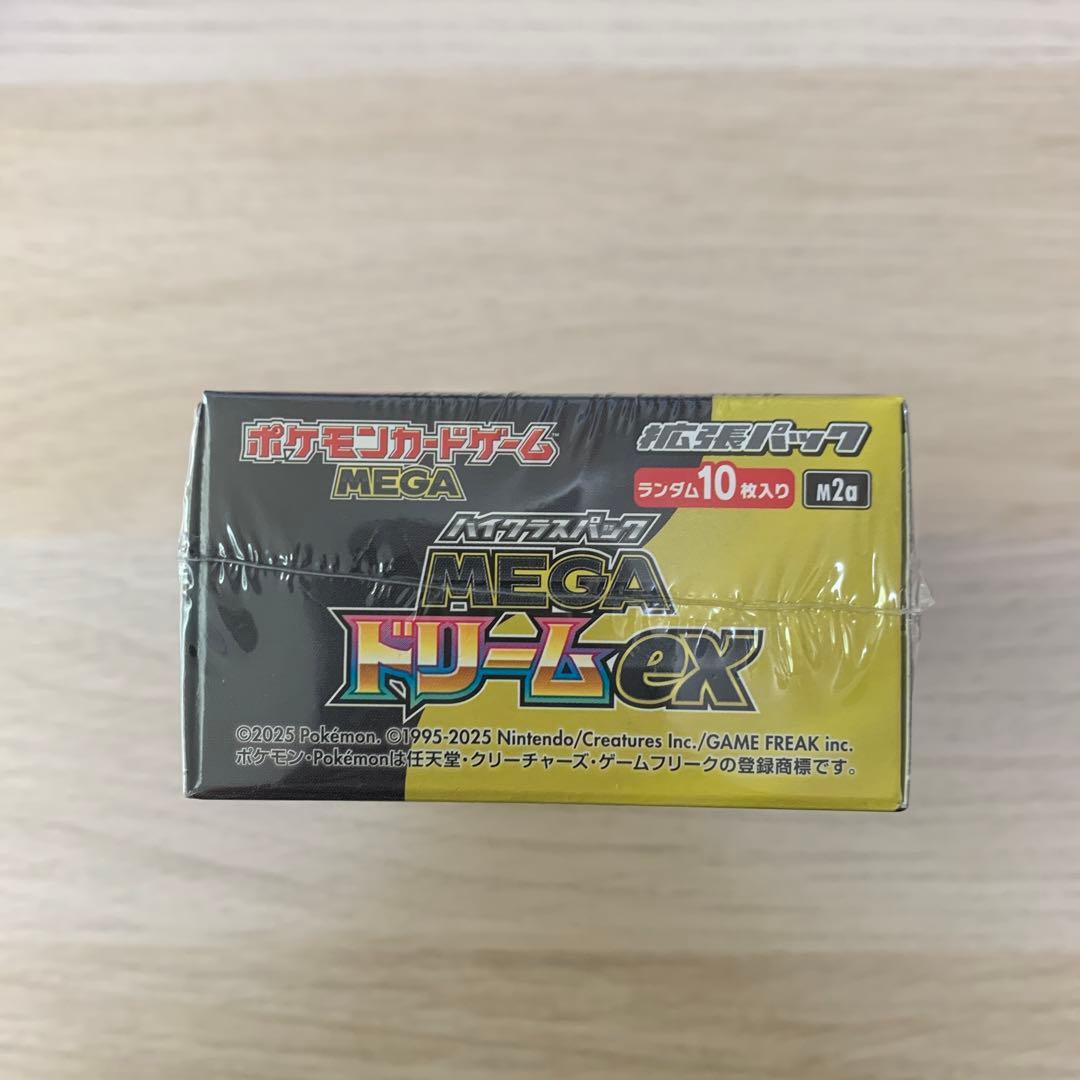 ポケモンカードゲーム™
MEGA
拡張パック
ランダム10枚入り
M2a
ハイクラスパック
MEGA
ドリームex
©2025 Pokémon. ©1995-2025 Nintendo/Creatures Inc./GAME FREAK inc.
ポケモン・Pokémonは任天堂・クリーチャーズ・ゲームフリークの登録商標です。